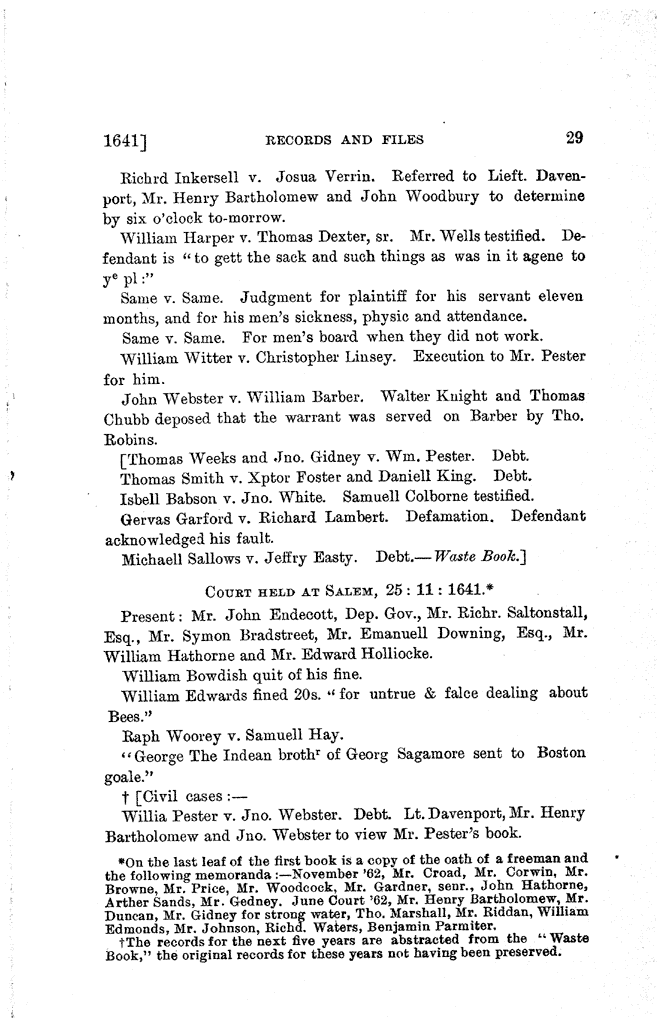 1641] RECORDS AND FILES 29
Richrd Inkersell v. Josua Verrin. Referred to Lieft. Daven-
port, Mr. Henry Bartholomew and John Woodbury to determine
by six o'clock to-morrow.
William Harper v. Thomas Dexter, sr. Mr. Wells testified. De-
fendant is "to gett the sack and such things as was in it agene to
yᵉ pl:"
Same v. Same. Judgment for plaintiff for his servant eleven
months, and for his men's sickness, physic and attendance.
Same v. Same. For men's board when they did not work.
William Witter v. Christopher Linsey. Execution to Mr. Pester
for him.
John Webster v. William Barber. Walter Knight and Thomas
Chubb deposed that the warrant was served on Barber by Tho.
Robins.
[Thomas Weeks and Jno. Gidney v. Wm. Pester. Debt.
Thomas Smith v. Xptor Foster and Daniell King. Debt.
Isbell Babson v. Jno. White. Samuell Colborne testified.
Gervas Garford v. Richard Lambert. Defamation. Defendant
acknowledged his fault.
Michaell Sallows v. Jeffry Easty. Debt.—Waste Book.]
COURT HELD AT SALEM, 25 : 11 : 1641.*
Present: Mr. John Endecott, Dep. Gov., Mr. Richr. Saltonstall,
Esq., Mr. Symon Bradstreet, Mr. Emanuell Downing, Esq., Mr.
William Hathorne and Mr. Edward Holliocke.
William Bowdish quit of his fine.
William Edwards fined 20s. "for untrue & falce dealing about
Bees."
Raph Woorey v. Samuell Hay.
"George The Indean brothʳ of Georg Sagamore sent to Boston
goale."
† [Civil cases:—
Willia Pester v. Jno. Webster. Debt. Lt. Davenport, Mr. Henry
Bartholomew and Jno. Webster to view Mr. Pester's book.
*On the last leaf of the first book is a copy of the oath of a freeman and
the following memoranda:—November '62, Mr. Croad, Mr. Corwin, Mr.
Browne, Mr. Price, Mr. Woodcock, Mr. Gardner, senr., John Hathorne,
Arther Sands, Mr. Gedney. June Court '62, Mr. Henry Bartholomew, Mr.
Duncan, Mr. Gidney for strong water, Tho. Marshall, Mr. Riddan, William
Edmonds, Mr. Johnson, Richd. Waters, Benjamin Parmiter.
†The records for the next five years are abstracted from the "Waste
Book," the original records for these years not having been preserved.